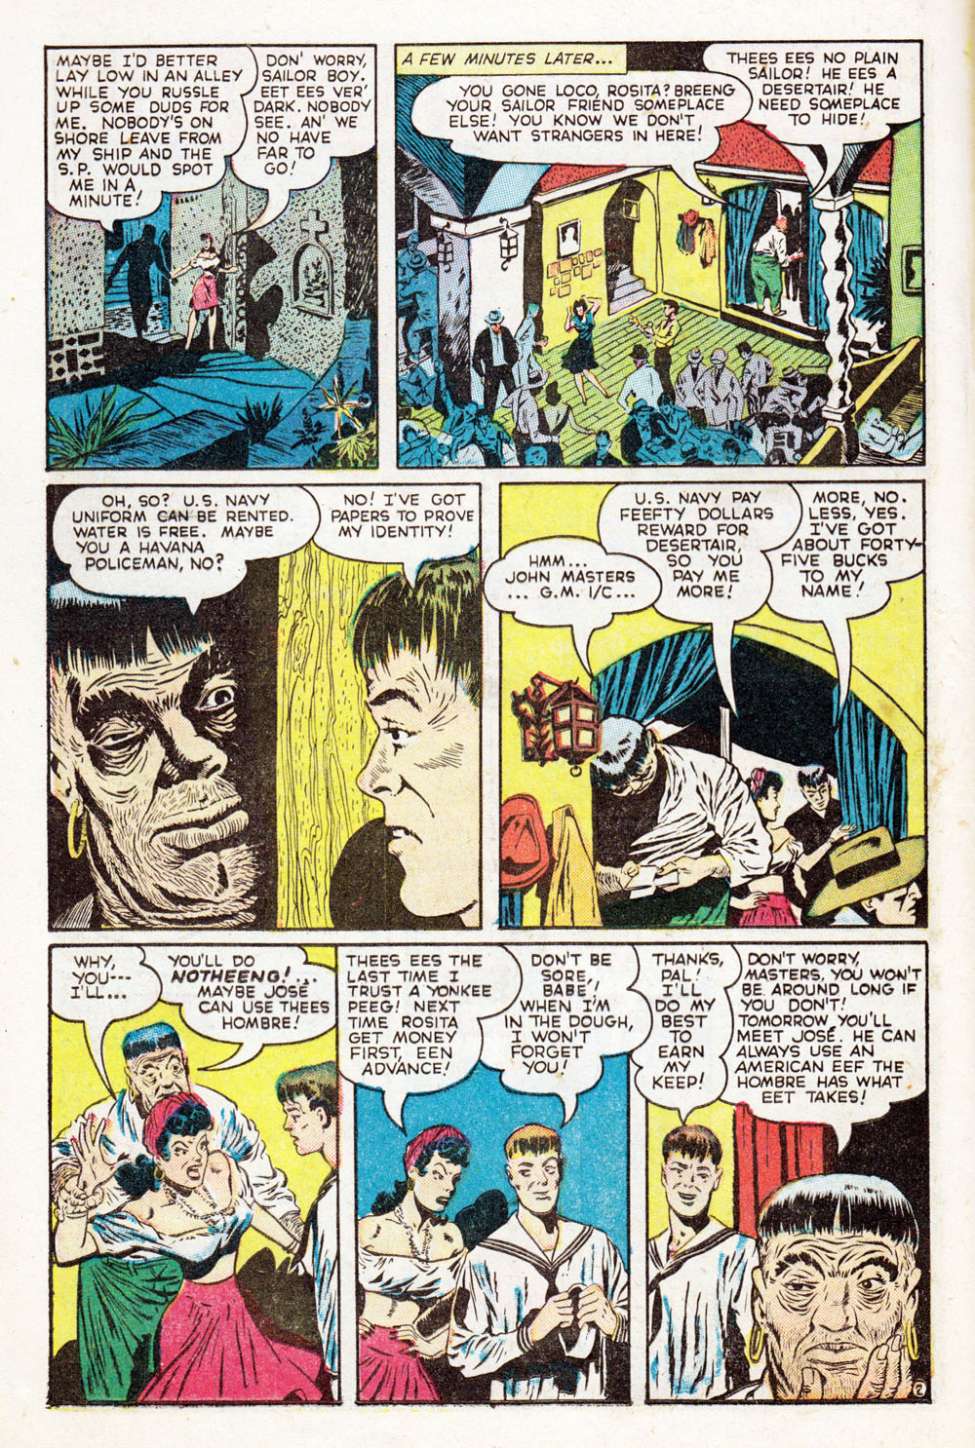 MAYBE I'D BETTER
LAY LOW IN AN ALLEY
WHILE YOU RUSSLE
UP SOME DUDS FOR
ME. NOBODY'S ON
SHORE LEAVE FROM
MY SHIP AND THE
S.P. WOULD SPOT
ME IN A
MINUTE!
DON' WORRY,
SAILOR BOY.
EET EES VER'
DARK. NOBODY
SEE. AN' WE
NO HAVE
FAR TO
GO!
A FEW MINUTES LATER...
YOU GONE LOCO, ROSITA? BREENG
YOUR SAILOR FRIEND SOMEPLACE
ELSE! YOU KNOW WE DON'T
WANT STRANGERS IN HERE!
THEES EES NO PLAIN
SAILOR! HE EES A
DESERTAIR! HE
NEED SOMEPLACE
TO HIDE!
OH, SO? U.S. NAVY
UNIFORM CAN BE RENTED.
WATER IS FREE. MAYBE
YOU A HAVANA
POLICEMAN, NO?
NO! I'VE GOT
PAPERS TO PROVE
MY IDENTITY!
HMM...
JOHN MASTERS
... G.M. 1/C...
U.S. NAVY PAY
FEEFTY DOLLARS
REWARD FOR
DESERTAIR,
SO YOU
PAY ME
MORE!
MORE, NO.
LESS, YES.
I'VE GOT
ABOUT FORTY-
FIVE BUCKS
TO MY
NAME!
WHY,
YOU---
I'LL...
YOU'LL DO
NOTHEENG!...
MAYBE JOSÉ
CAN USE THEES
HOMBRE!
THEES EES THE
LAST TIME I
TRUST A YONKEE
PEEG! NEXT
TIME ROSITA
GET MONEY
FIRST, EEN
ADVANCE!
DON'T BE
SORE,
BABE!
WHEN I'M
IN THE DOUGH,
I WON'T
FORGET
YOU!
THANKS,
PAL!
I'LL
DO MY
BEST
TO
EARN
MY
KEEP!
DON'T WORRY,
MASTERS, YOU WON'T
BE AROUND LONG IF
YOU DON'T!
TOMORROW, YOU'LL
MEET JOSÉ. HE CAN
ALWAYS USE AN
AMERICAN EEF THE
HOMBRE HAS WHAT
EET TAKES!
2